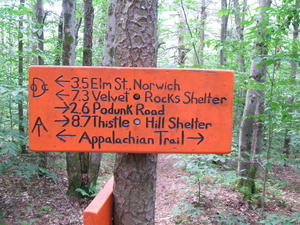 ← 3.5 Elm St. Norwich
← 7.3 Velvet Rocks Shelter
→ 2.6 Podunk Road
→ 8.7 Thistle Hill Shelter
← Appalachian Trail →